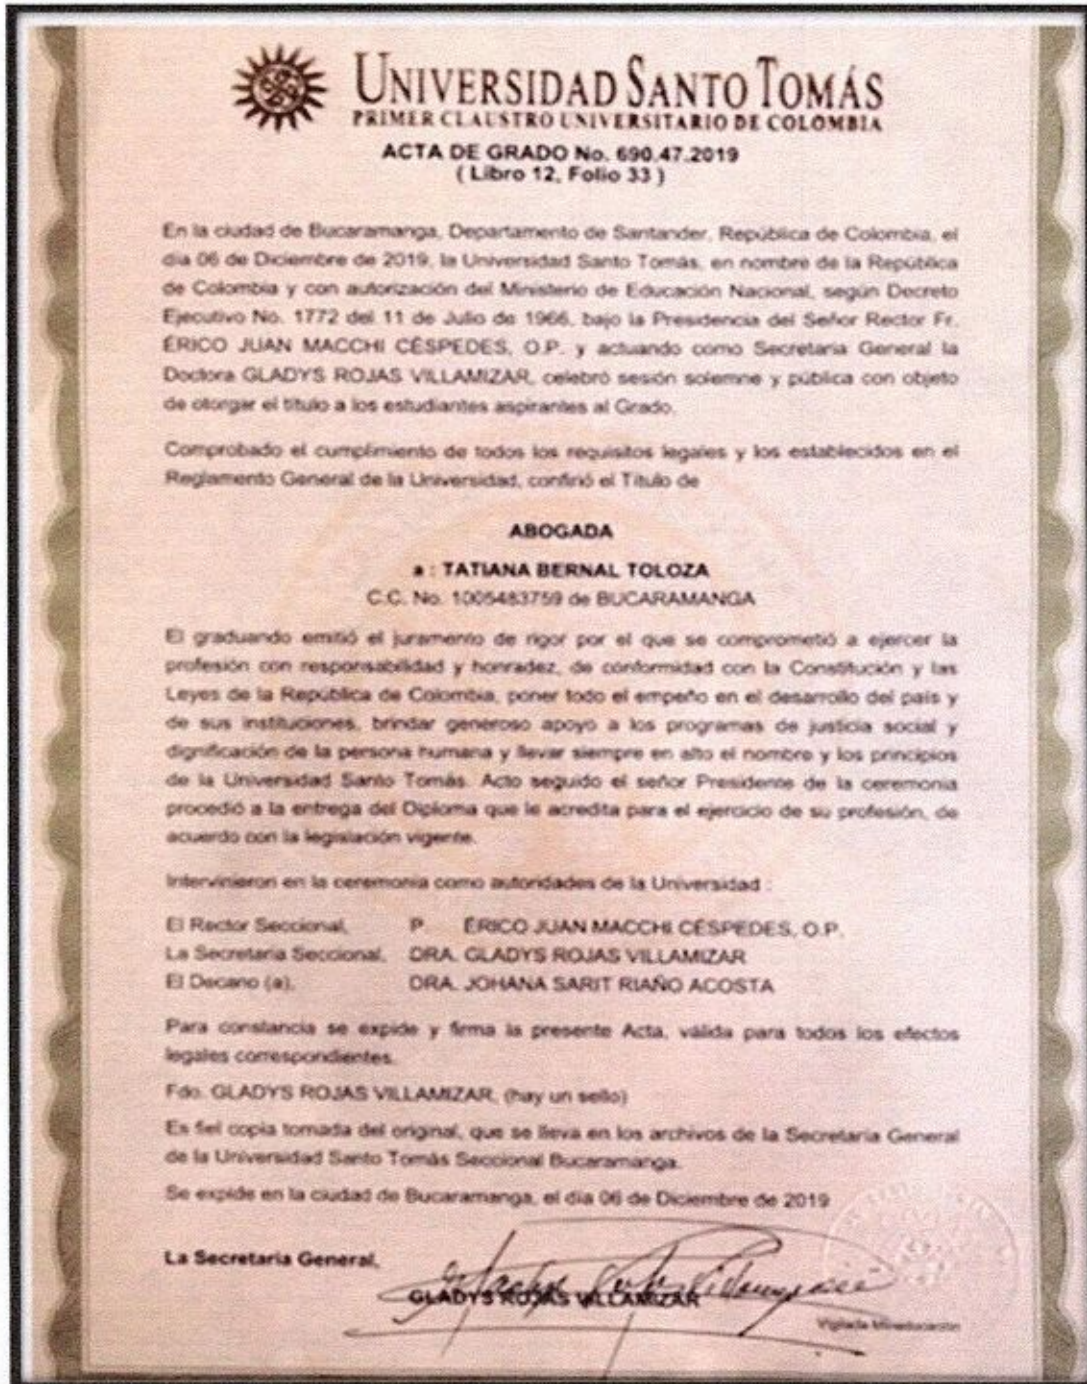 UNIVERSIDAD SANTO TOMÁS
PRIMER CLAUSTRO UNIVERSITARIO DE COLOMBIA
ACTA DE GRADO No. 690.47.2019
( Libro 12, Folio 33 )
En la ciudad de Bucaramanga, Departamento de Santander, República de Colombia, el
día 06 de Diciembre de 2019, la Universidad Santo Tomás, en nombre de la República
de Colombia y con autorización del Ministerio de Educación Nacional, según Decreto
Ejecutivo No. 1772 del 11 de Julio de 1966, bajo la Presidencia del Señor Rector Fr.
ÉRICO JUAN MACCHI CÉSPEDES, O.P. y actuando como Secretaria General la
Doctora GLADYS ROJAS VILLAMIZAR, celebró sesión solemne y pública con objeto
de otorgar el título a los estudiantes aspirantes al Grado.
Comprobado el cumplimiento de todos los requisitos legales y los establecidos en el
Reglamento General de la Universidad, confirió el Título de
ABOGADA
a : TATIANA BERNAL TOLOZA
C.C. No. 1005483759 de BUCARAMANGA
El graduando emitió el juramento de rigor por el que se comprometió a ejercer la
profesión con responsabilidad y honradez, de conformidad con la Constitución y las
Leyes de la República de Colombia, poner todo el empeño en el desarrollo del país y
de sus instituciones, brindar generoso apoyo a los programas de justicia social y
dignificación de la persona humana y llevar siempre en alto el nombre y los principios
de la Universidad Santo Tomás. Acto seguido el señor Presidente de la ceremonia
procedió a la entrega del Diploma que le acredita para el ejercicio de su profesión, de
acuerdo con la legislación vigente.
Intervinieron en la ceremonia como autoridades de la Universidad :
El Rector Seccional, P. ÉRICO JUAN MACCHI CÉSPEDES, O.P.
La Secretaria Seccional, DRA. GLADYS ROJAS VILLAMIZAR
El Decano (a), DRA. JOHANA SARIT RIAÑO ACOSTA
Para constancia se expide y firma la presente Acta, válida para todos los efectos
legales correspondientes.
Fdo. GLADYS ROJAS VILLAMIZAR, (hay un sello)
Es fiel copia tomada del original, que se lleva en los archivos de la Secretaría General
de la Universidad Santo Tomás Seccional Bucaramanga.
Se expide en la ciudad de Bucaramanga, el día 06 de Diciembre de 2019
La Secretaria General,
GLADYS ROJAS VILLAMIZAR
Vigilada Mineducación